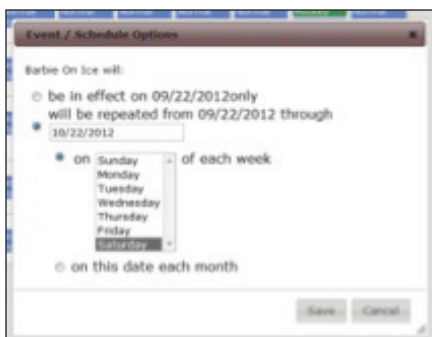 Event / Schedule Options
Barbie On Ice will:
be in effect on 09/22/2012only
will be repeated from 09/22/2012 through
10/22/2012
on Sunday of each week
Monday
Tuesday
Wednesday
Thursday
Friday
Saturday
on this date each month
Save Cancel